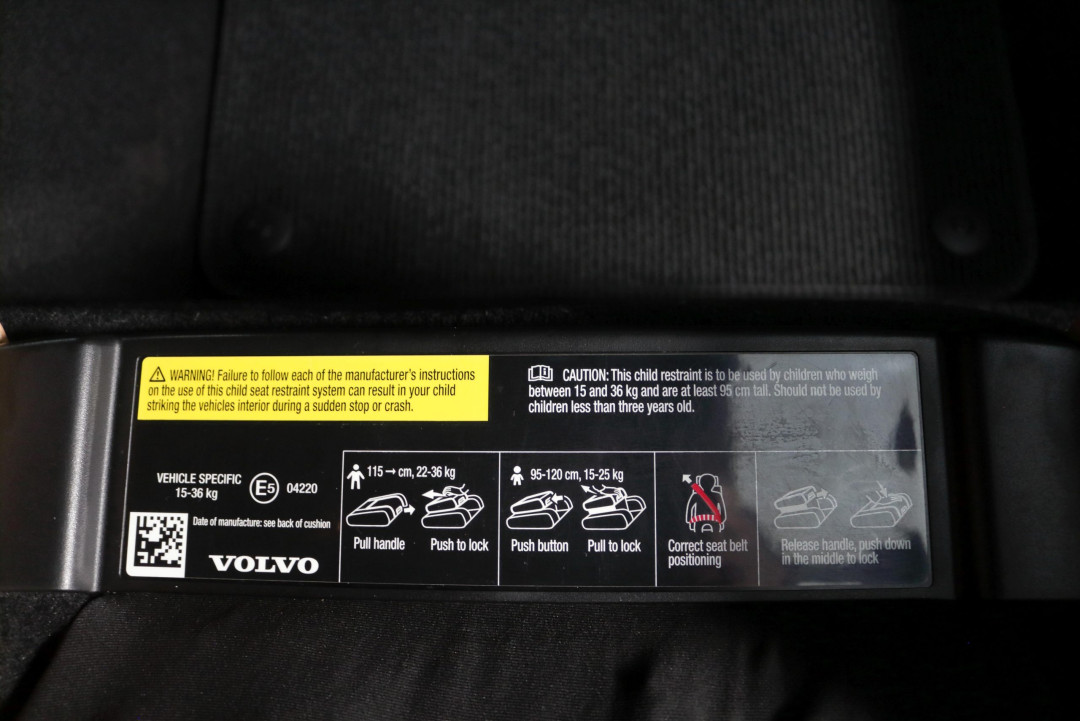 WARNING! Failure to follow each of the manufacturer's instructions
on the use of this child seat restraint system can result in your child
striking the vehicles interior during a sudden stop or crash.
CAUTION: This child restraint is to be used by children who weigh
between 15 and 36 kg and are at least 95 cm tall. Should not be used by
children less than three years old.
VEHICLE SPECIFIC
15-36 kg
E5
04220
Date of manufacture: see back of cushion
VOLVO
115 → cm, 22-36 kg
Pull handle
Push to lock
95-120 cm, 15-25 kg
Push button
Pull to lock
Correct seat belt
positioning
Release handle, push down
in the middle to lock